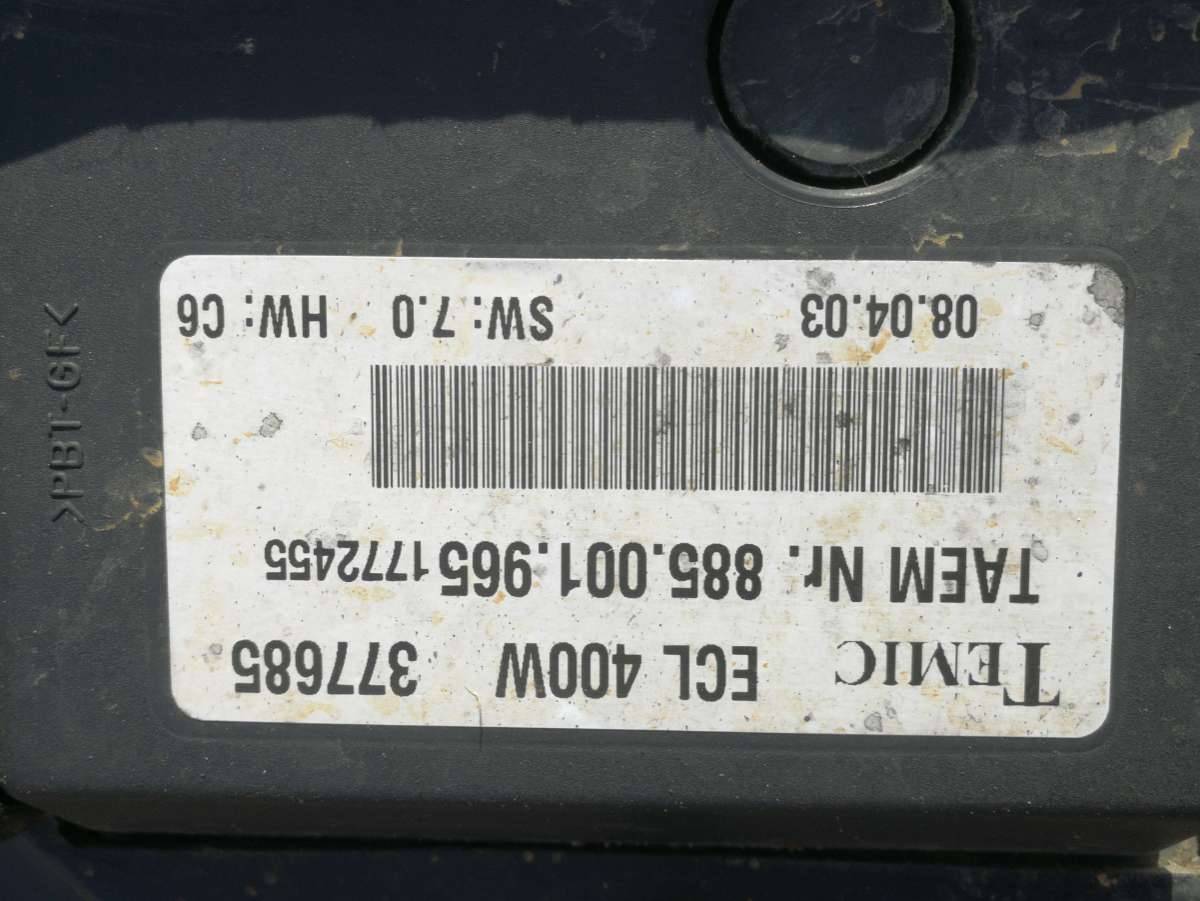 TEMIC ECL 400W 377685
TAEM Nr. 885.001.965 1772455
08.04.03 SW: 7.0 HW: C6
>PBT-GF<